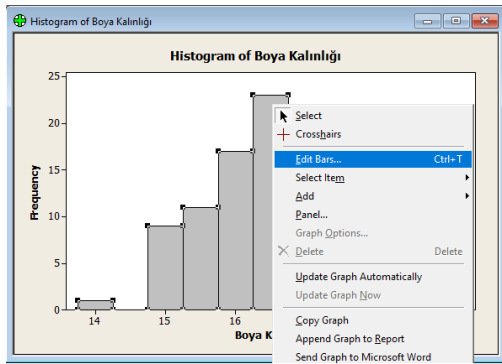 Histogram of Boya Kalınlığı
Histogram of Boya Kalınlığı
25
20
15
10
5
0
Frequency
14 15 16
Boya K
Select
Crosshairs
Edit Bars... Ctrl+T
Select Item
Add
Panel...
Graph Options...
Delete Delete
Update Graph Automatically
Update Graph Now
Copy Graph
Append Graph to Report
Send Graph to Microsoft Word